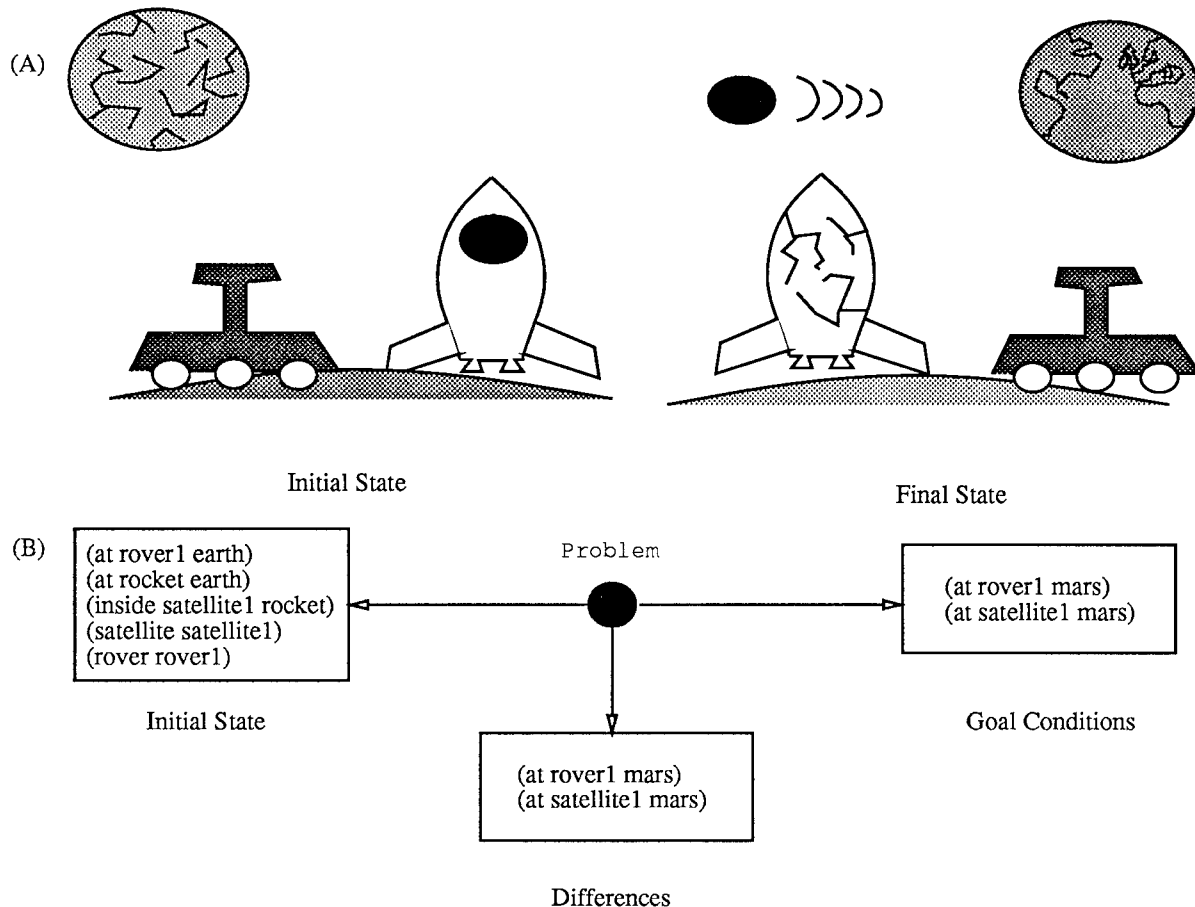 (A)
Initial State
Final State
(B)
(at rover1 earth)
(at rocket earth)
(inside satellite1 rocket)
(satellite satellite1)
(rover rover1)
Initial State
Problem
(at rover1 mars)
(at satellite1 mars)
Goal Conditions
(at rover1 mars)
(at satellite1 mars)
Differences